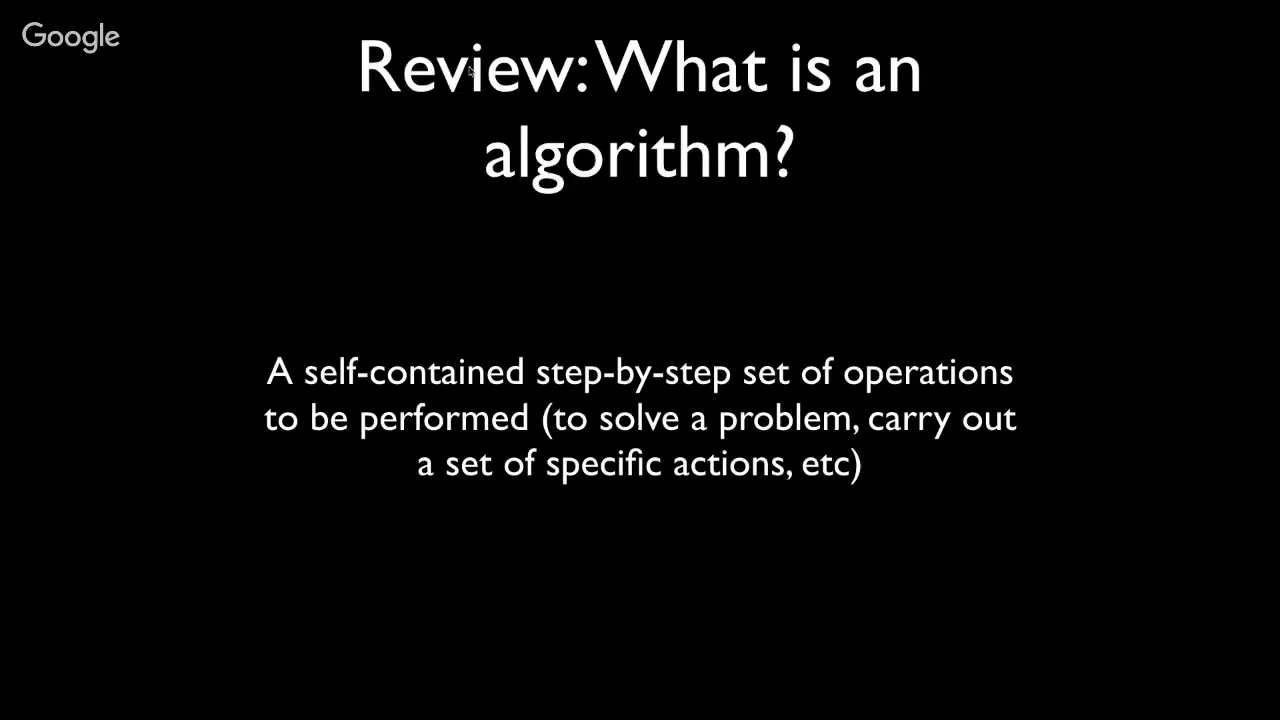 Google
Review: What is an
algorithm?
A self-contained step-by-step set of operations
to be performed (to solve a problem, carry out
a set of specific actions, etc)